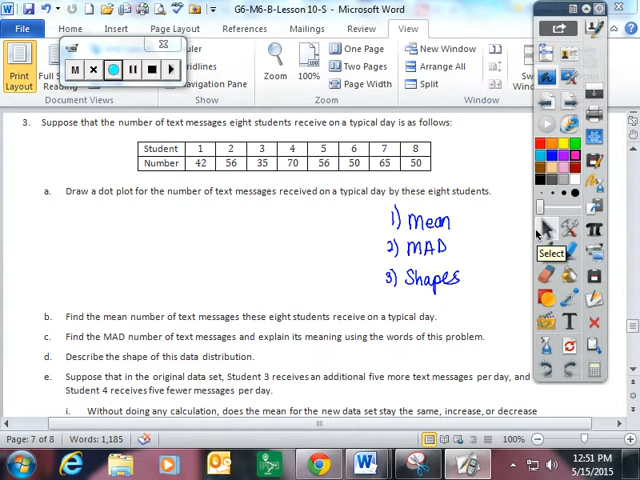 G6-M6-B-Lesson 10-S - Microsoft Word
File
Home
Insert
Page Layout
References
Mailings
Review
View
Print Layout
Full S
Reading
Document Views
Ruler
Navigation Pane
M
Zoom
100%
One Page
Two Pages
Page Width
Zoom
New Window
Arrange All
Split
Sw
Win
3. Suppose that the number of text messages eight students receive on a typical day is as follows:
Student 1 2 3 4 5 6 7 8
Number 42 56 35 70 56 50 65 50
a. Draw a dot plot for the number of text messages received on a typical day by these eight students.
1) Mean
2) MAD
3) Shapes
Select
b. Find the mean number of text messages these eight students receive on a typical day.
c. Find the MAD number of text messages and explain its meaning using the words of this problem.
d. Describe the shape of this data distribution.
e. Suppose that in the original data set, Student 3 receives an additional five more text messages per day, and
Student 4 receives five fewer messages per day.
i. Without doing any calculation, does the mean for the new data set stay the same, increase, or decrease
Page: 7 of 8
Words: 1,185
100%
12:51 PM
5/15/2015